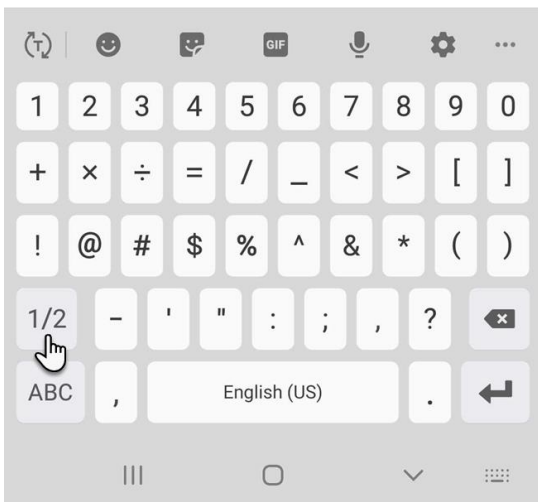 T GIF
1 2 3 4 5 6 7 8 9 0
+ × ÷ = / _ < > [ ]
! @ # $ % ^ & * ( )
1/2 - ' " : ; , ?
ABC , English (US) .